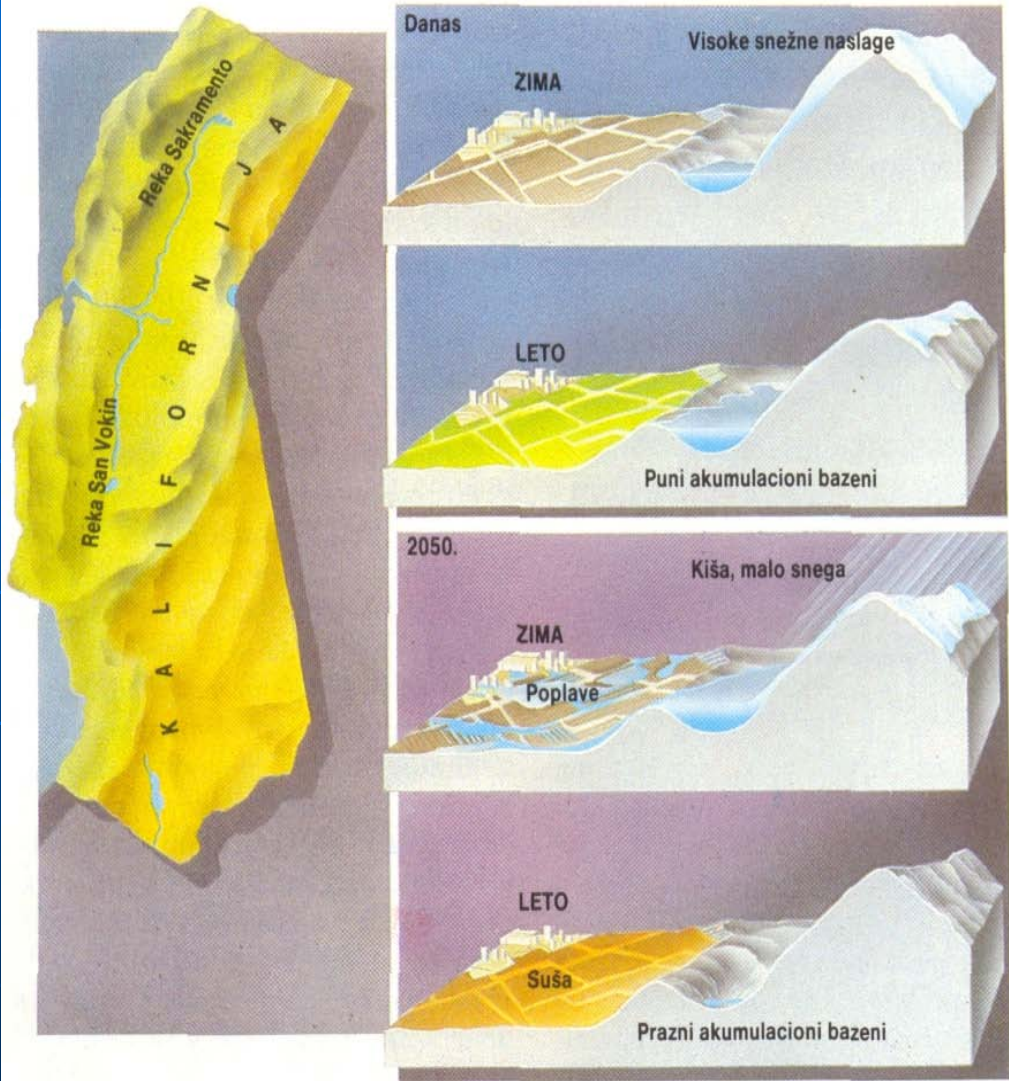 Reka Sakramento
Reka San Vokin
KALIFORNIJA
Danas
Visoke snežne naslage
ZIMA
LETO
Puni akumulacioni bazeni
2050.
Kiša, malo snega
ZIMA
Poplave
LETO
Suša
Prazni akumulacioni bazeni